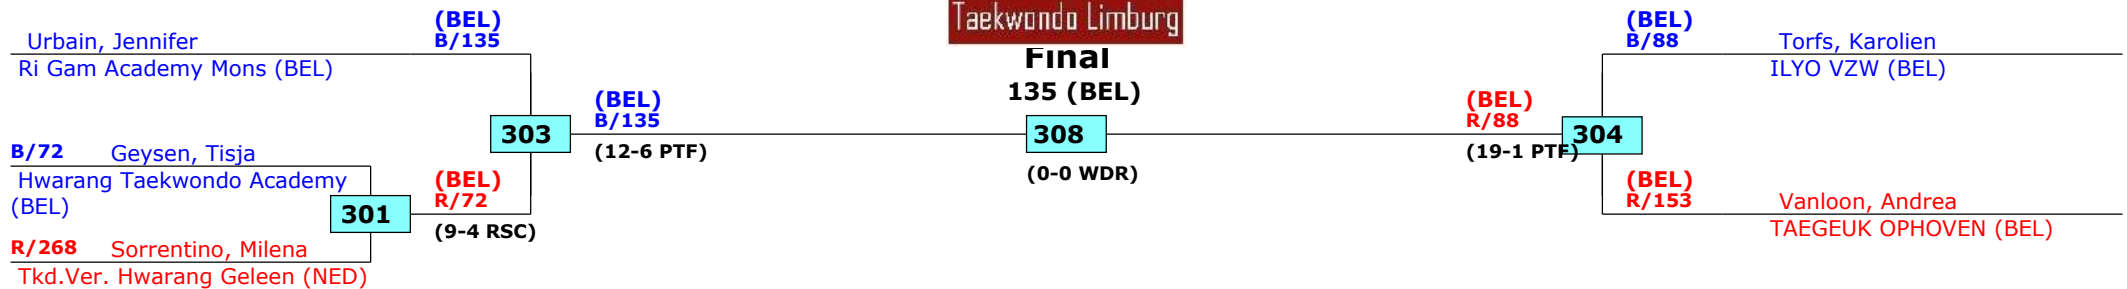 Taekwondo Limburg
Final
135 (BEL)
308
(0-0 WDR)
Urbain, Jennifer
Ri Gam Academy Mons (BEL)
(BEL)
B/135
B/72 Geysen, Tisja
Hwarang Taekwondo Academy
(BEL)
301
R/268 Sorrentino, Milena
Tkd.Ver. Hwarang Geleen (NED)
(BEL)
R/72
(9-4 RSC)
303
(BEL)
B/135
(12-6 PTF)
(BEL)
R/88
(19-1 PTF)
304
(BEL)
B/88
Torfs, Karolien
ILYO VZW (BEL)
(BEL)
R/153
Vanloon, Andrea
TAEGEUK OPHOVEN (BEL)